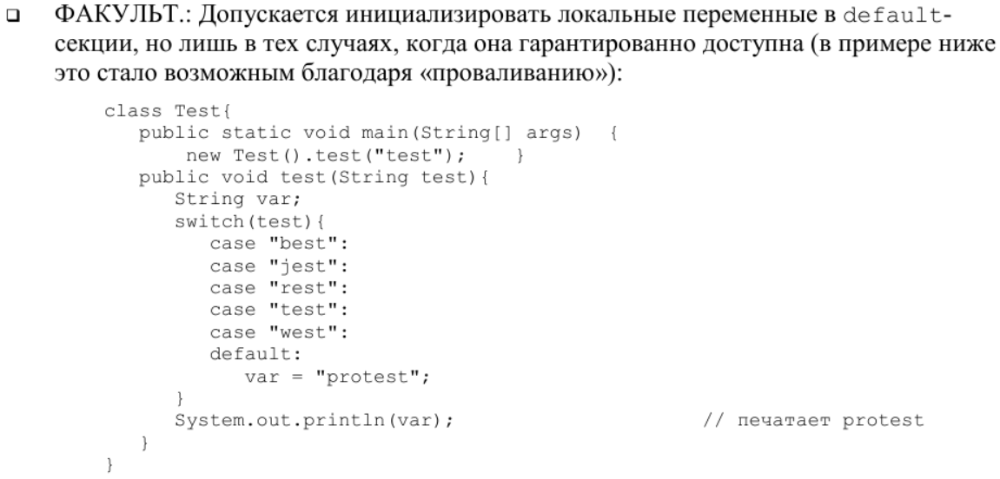 ❑ ФАКУЛЬТ.: Допускается инициализировать локальные переменные в default-
секции, но лишь в тех случаях, когда она гарантированно доступна (в примере ниже
это стало возможным благодаря «проваливанию»):
class Test{
public static void main(String[] args) {
new Test().test("test"); }
public void test(String test){
String var;
switch(test){
case "best":
case "jest":
case "rest":
case "test":
case "west":
default:
var = "protest";
}
System.out.println(var); // печатает protest
}
}